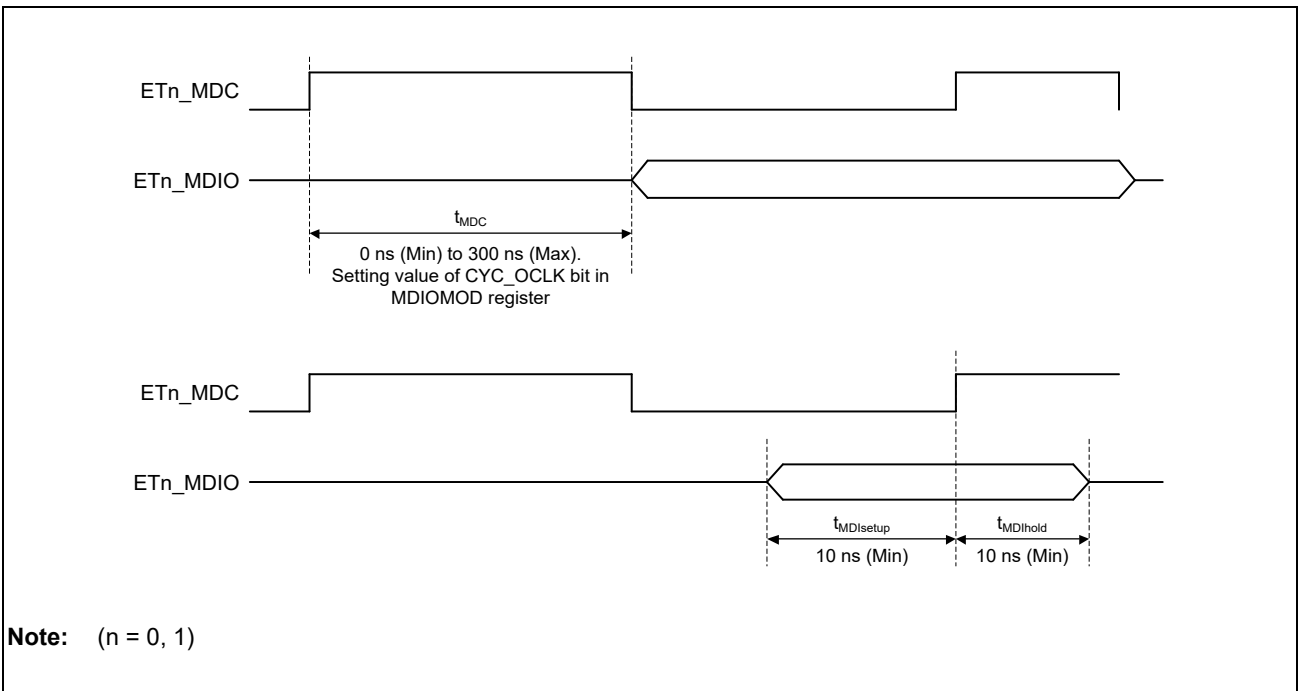 ETn_MDC
ETn_MDIO
tMDC
0 ns (Min) to 300 ns (Max).
Setting value of CYC_OCLK bit in
MDIOMOD register
ETn_MDC
ETn_MDIO
tMDIsetup tMDIhold
10 ns (Min) 10 ns (Min)
Note: (n = 0, 1)